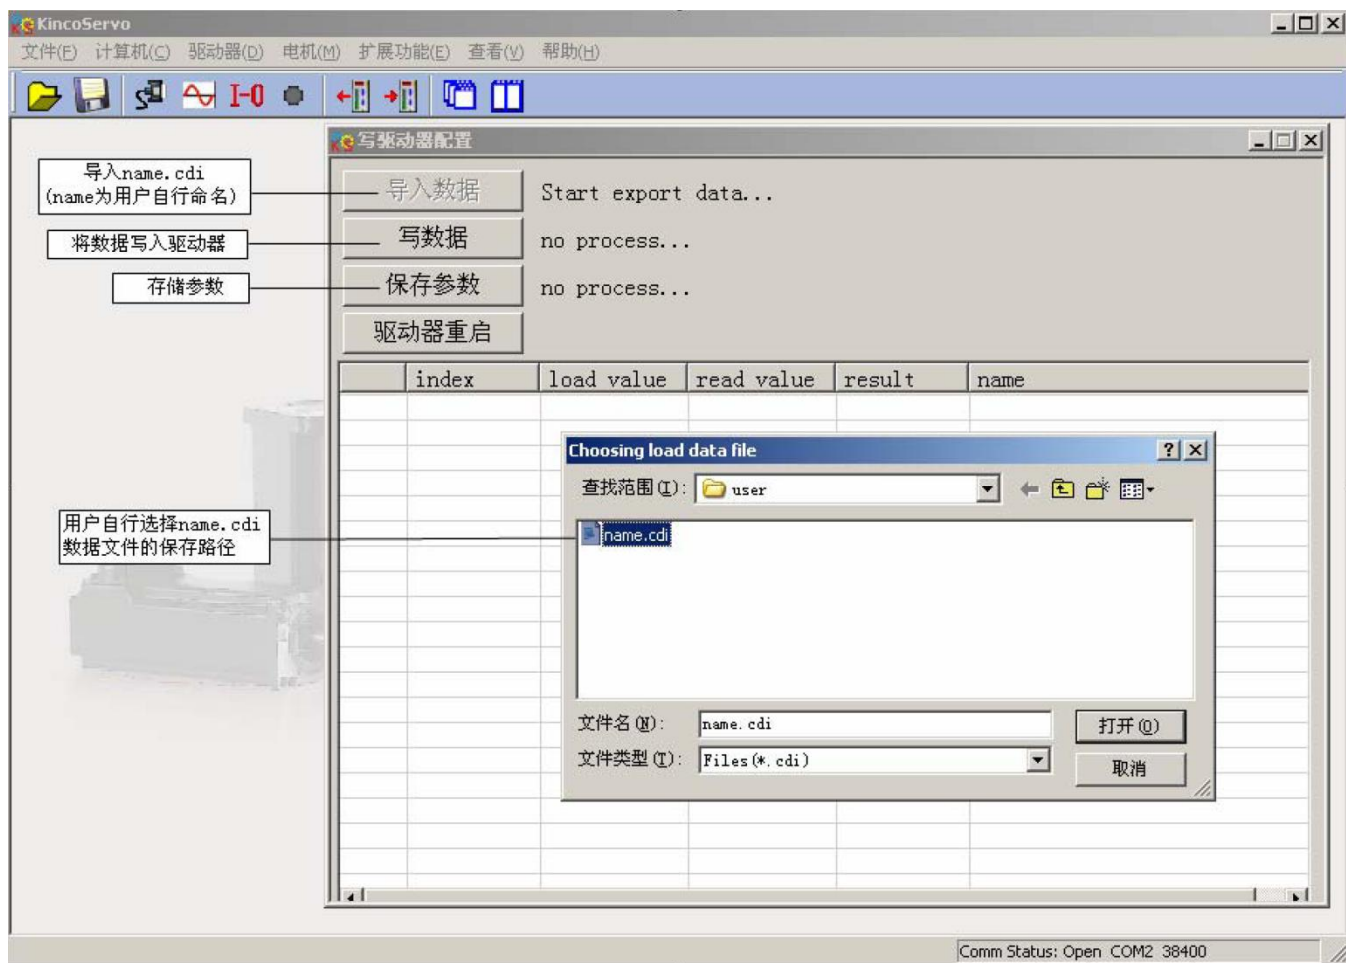 KincoServo
文件(F) 计算机(C) 驱动器(D) 电机(M) 扩展功能(E) 查看(V) 帮助(H)
I-O
写驱动器配置
导入name.cdi
(name为用户自行命名)
导入数据 Start export data...
将数据写入驱动器
写数据 no process...
存储参数
保存参数 no process...
驱动器重启
index load value read value result name
Choosing load data file
查找范围(I): user
用户自行选择name.cdi
数据文件的保存路径
name.cdi
文件名(N): name.cdi 打开(O)
文件类型(T): Files(*.cdi) 取消
Comm Status: Open COM2 38400